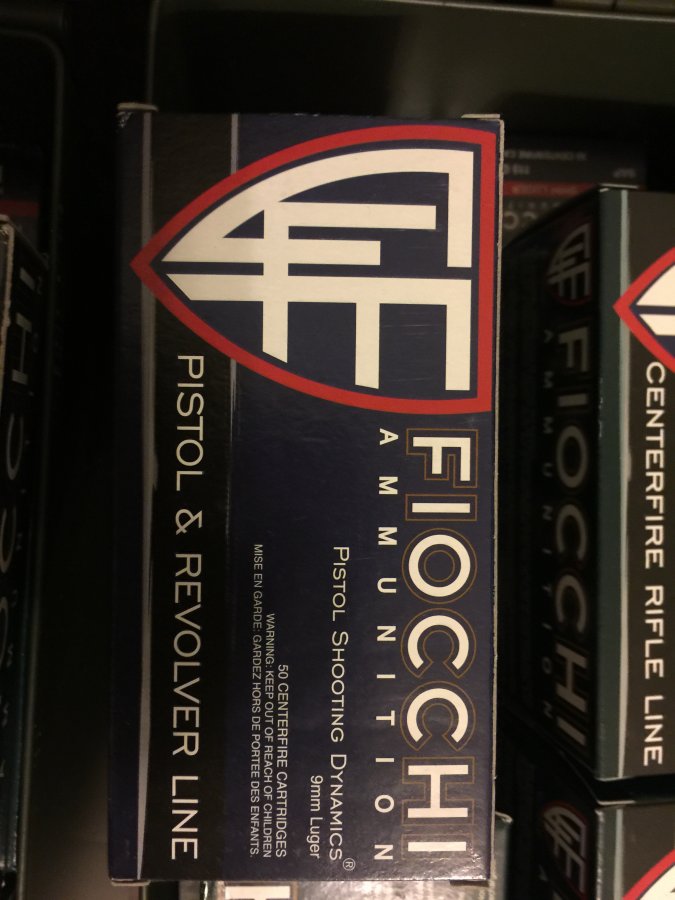 FIOCCHI
AMMUNITION
PISTOL SHOOTING DYNAMICS®
9mm Luger
50 CENTERFIRE CARTRIDGES
WARNING: KEEP OUT OF REACH OF CHILDREN
MISE EN GARDE: GARDEZ HORS DE PORTEE DES ENFANTS
PISTOL & REVOLVER LINE
FIOCCHI
AMMUNITION
CENTERFIRE RIFLE LINE